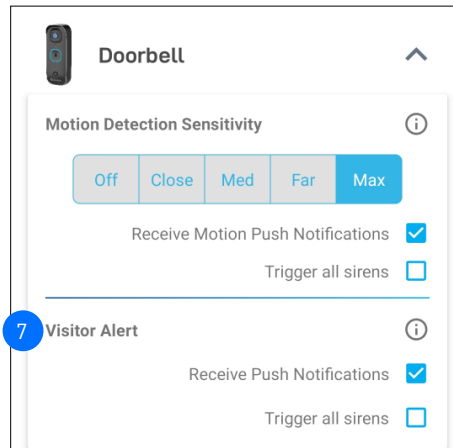 Doorbell
Motion Detection Sensitivity
Off Close Med Far Max
Receive Motion Push Notifications
Trigger all sirens
7 Visitor Alert
Receive Push Notifications
Trigger all sirens